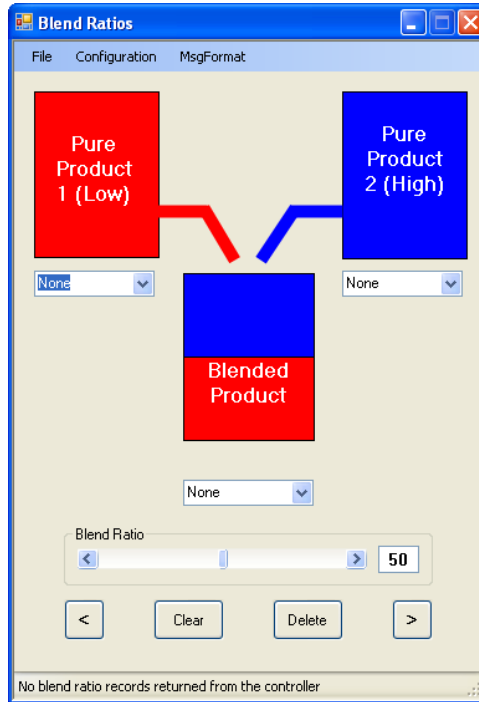 Blend Ratios
File Configuration MsgFormat
Pure
Product
1 (Low)
Pure
Product
2 (High)
None
None
Blended
Product
None
Blend Ratio
50
< Clear Delete >
No blend ratio records returned from the controller